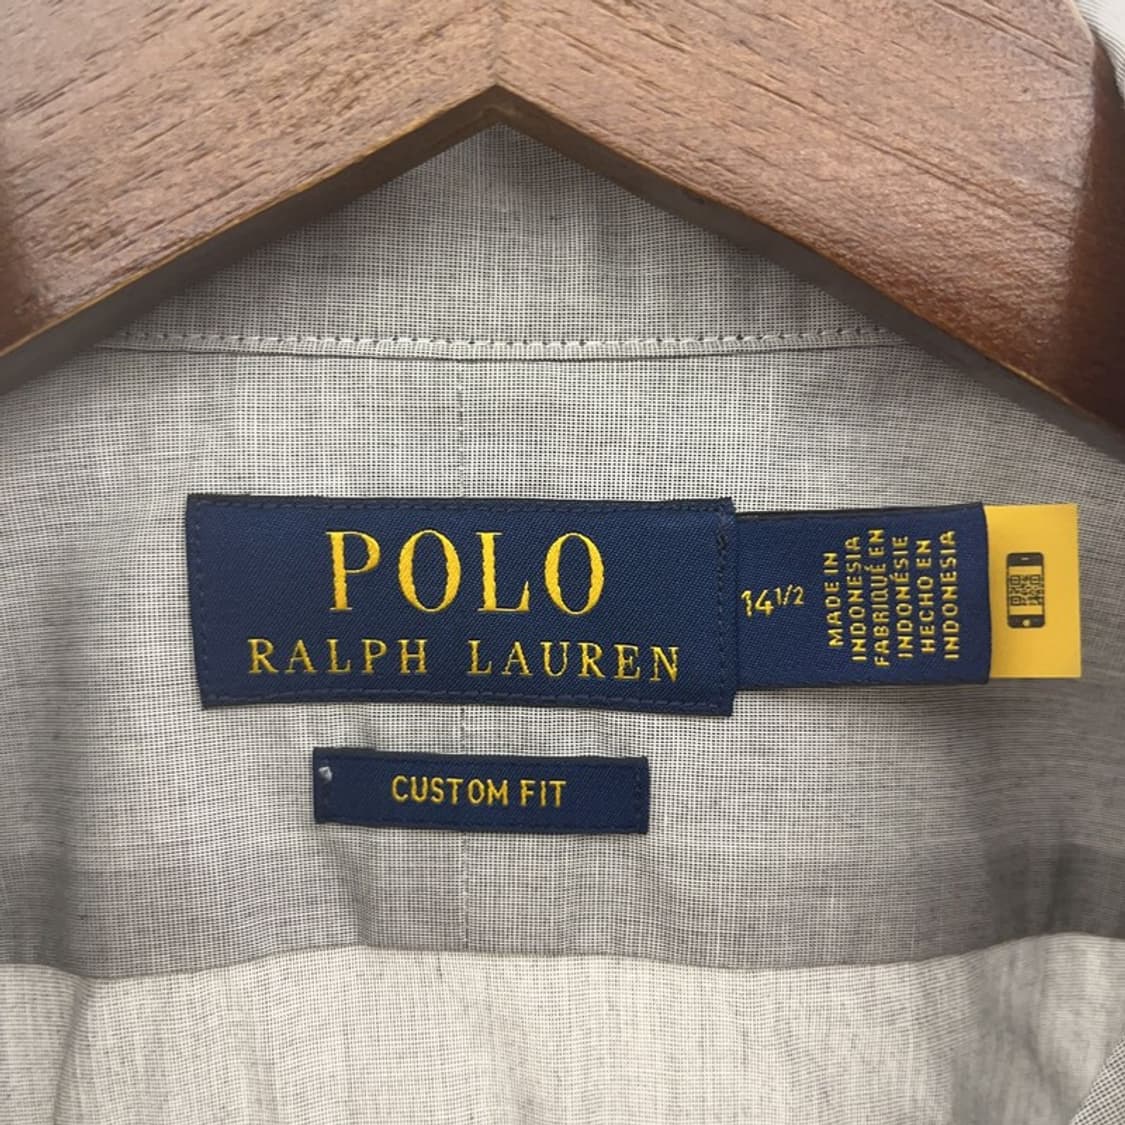 POLO
RALPH LAUREN
14 1/2
MADE IN
INDONESIA
FABRIQUÉ EN
INDONÉSIE
HECHO EN
INDONESIA
CUSTOM FIT